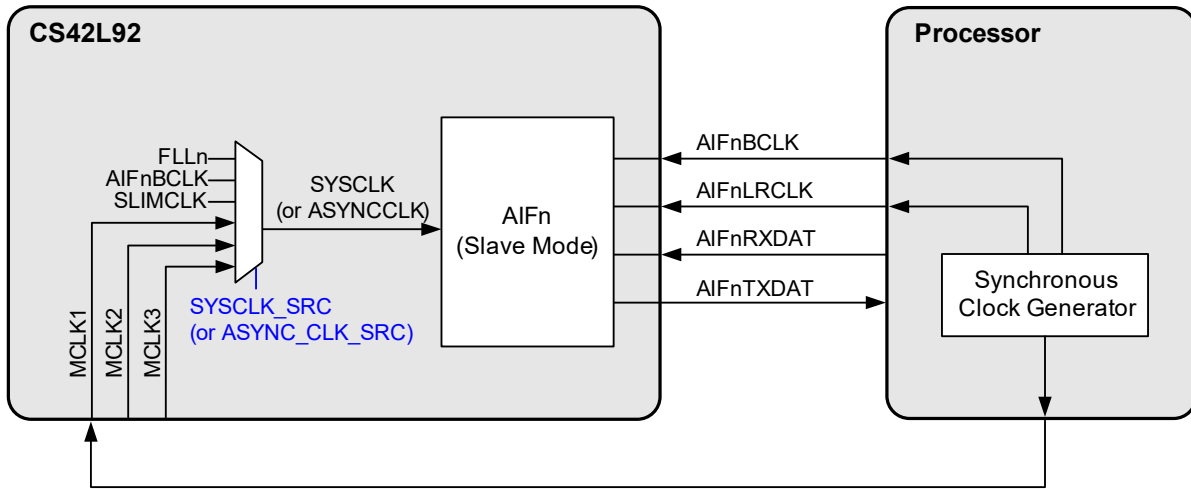 CS42L92
Processor
FLLn
AIFnBCLK
SLIMCLK
SYSCLK
(or ASYNCCLK)
SYSCLK_SRC
(or ASYNC_CLK_SRC)
MCLK1
MCLK2
MCLK3
AIFn
(Slave Mode)
AIFnBCLK
AIFnLRCLK
AIFnRXDAT
AIFnTXDAT
Synchronous
Clock Generator